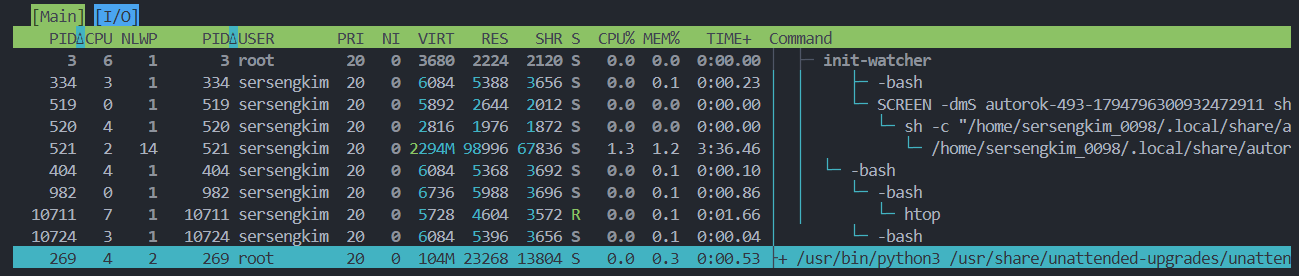 [Main] [I/O]
PID△CPU NLWP PID△USER PRI NI VIRT RES SHR S CPU% MEM% TIME+ Command
3 6 1 3 root 20 0 3680 2224 2120 S 0.0 0.0 0:00.00 init-watcher
334 3 1 334 sersengkim 20 0 6084 5388 3656 S 0.0 0.1 0:00.23 -bash
519 0 1 519 sersengkim 20 0 5892 2644 2012 S 0.0 0.0 0:00.00 SCREEN -dmS autorok-493-1794796300932472911 sh
520 4 1 520 sersengkim 20 0 2816 1976 1872 S 0.0 0.0 0:00.00 sh -c "/home/sersengkim_0098/.local/share/a
521 2 14 521 sersengkim 20 0 2294M 98996 67836 S 1.3 1.2 3:36.46 /home/sersengkim_0098/.local/share/autor
404 4 1 404 sersengkim 20 0 6084 5368 3692 S 0.0 0.1 0:00.10 -bash
982 0 1 982 sersengkim 20 0 6736 5988 3696 S 0.0 0.1 0:00.86 -bash
10711 7 1 10711 sersengkim 20 0 5728 4604 3572 R 0.0 0.1 0:01.66 htop
10724 3 1 10724 sersengkim 20 0 6084 5396 3656 S 0.0 0.1 0:00.04 -bash
269 4 2 269 root 20 0 104M 23268 13804 S 0.0 0.3 0:00.53 + /usr/bin/python3 /usr/share/unattended-upgrades/unatten